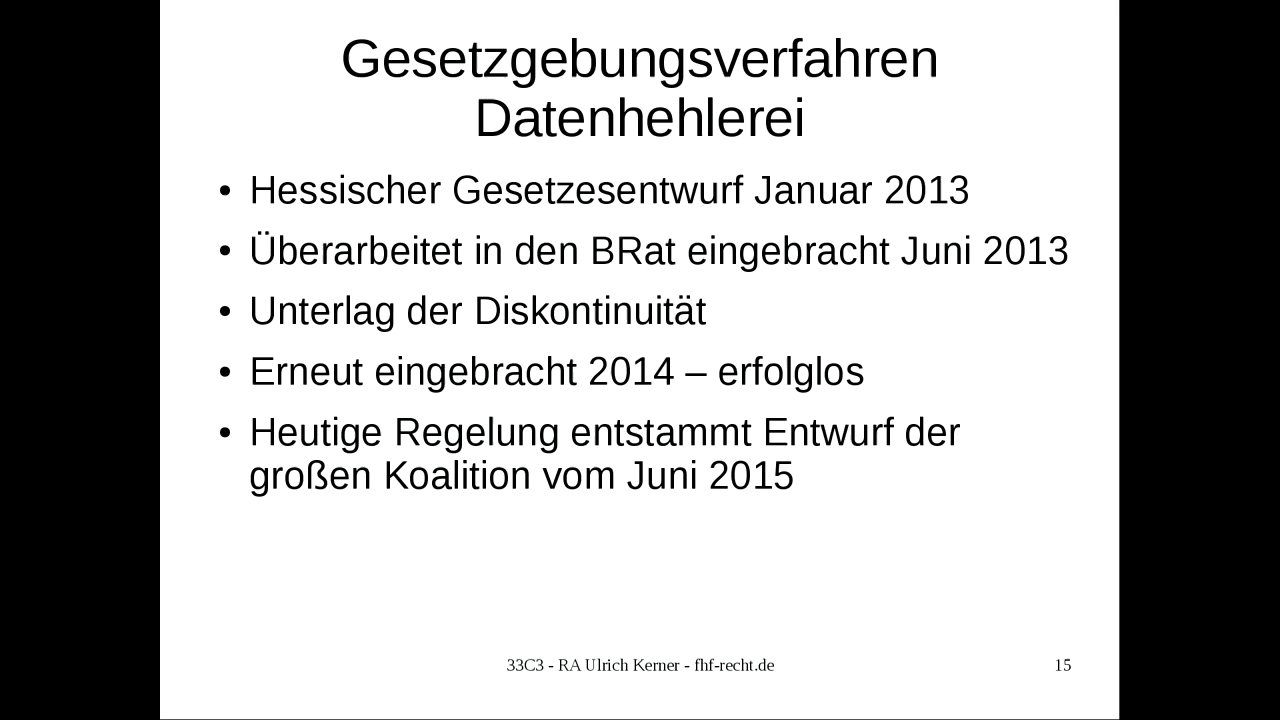 Gesetzgebungsverfahren
Datenhehlerei
• Hessischer Gesetzesentwurf Januar 2013
• Überarbeitet in den BRat eingebracht Juni 2013
• Unterlag der Diskontinuität
• Erneut eingebracht 2014 – erfolglos
• Heutige Regelung entstammt Entwurf der
großen Koalition vom Juni 2015
33C3 - RA Ulrich Kerner - fhf-recht.de
15